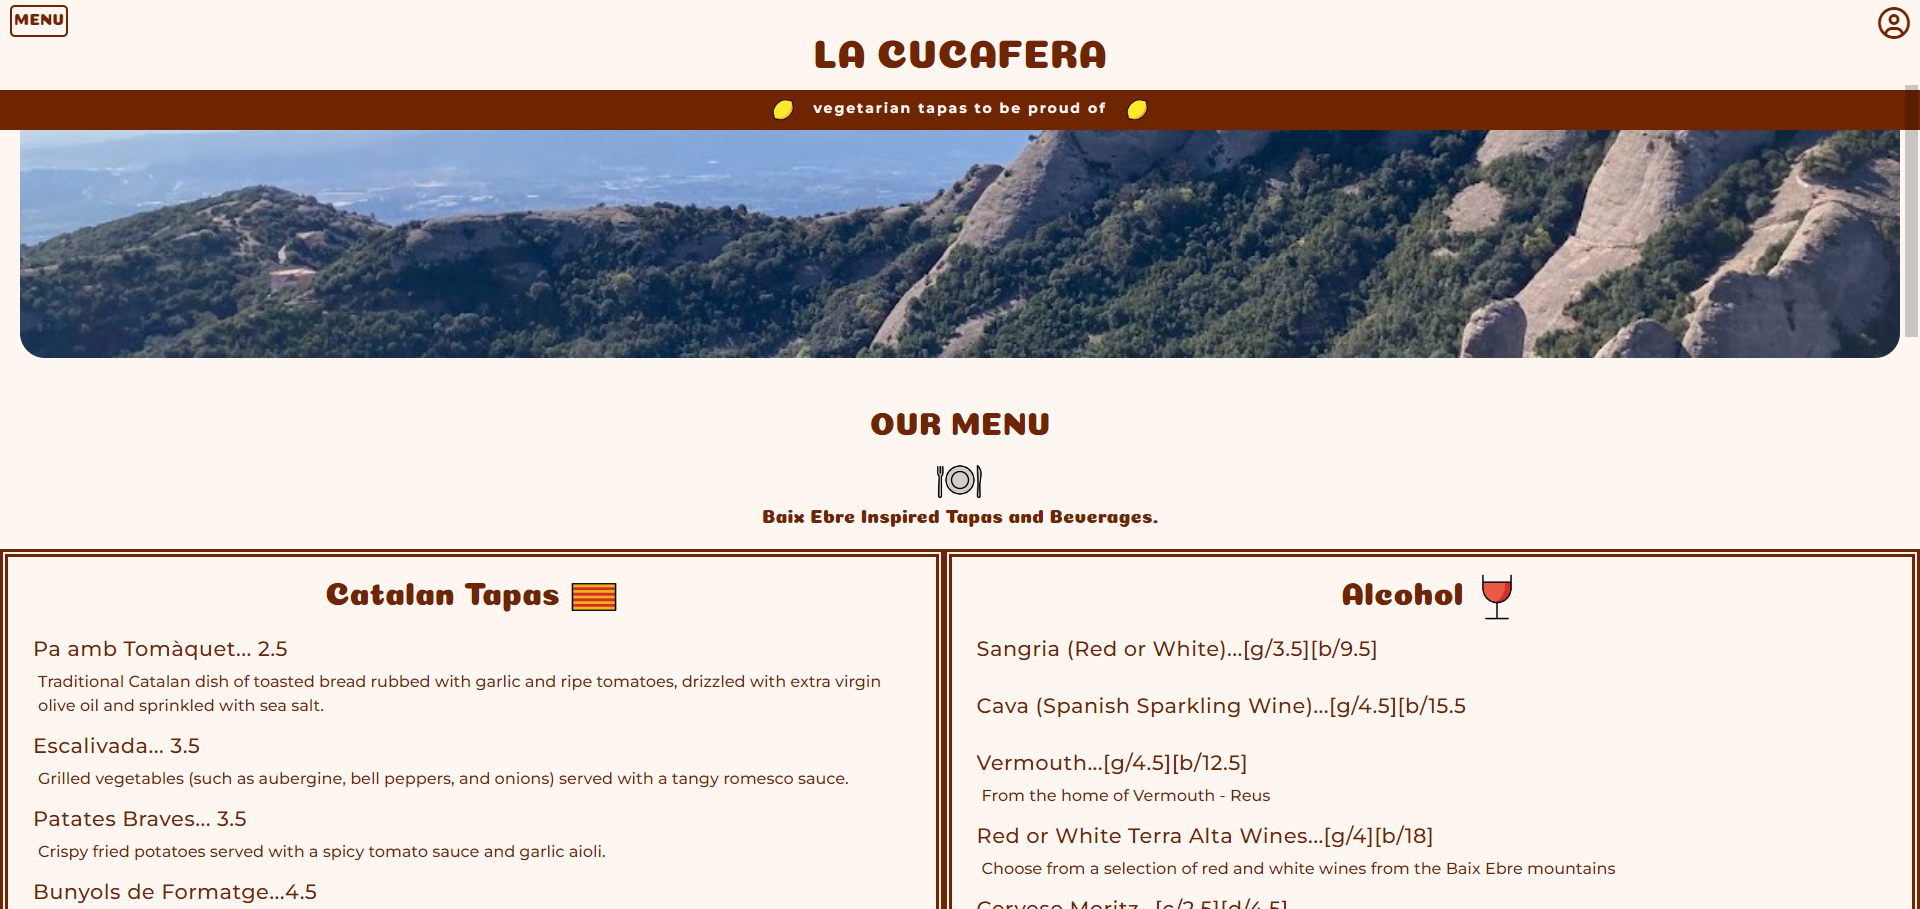 MENU
LA CUCAFERA
vegetarian tapas to be proud of
OUR MENU
Baix Ebre Inspired Tapas and Beverages.
Catalan Tapas
Pa amb Tomàquet... 2.5
Traditional Catalan dish of toasted bread rubbed with garlic and ripe tomatoes, drizzled with extra virgin
olive oil and sprinkled with sea salt.
Escalivada... 3.5
Grilled vegetables (such as aubergine, bell peppers, and onions) served with a tangy romesco sauce.
Patates Braves... 3.5
Crispy fried potatoes served with a spicy tomato sauce and garlic aioli.
Bunyols de Formatge...4.5
Alcohol
Sangria (Red or White)...[g/3.5][b/9.5]
Cava (Spanish Sparkling Wine)...[g/4.5][b/15.5
Vermouth...[g/4.5][b/12.5]
From the home of Vermouth - Reus
Red or White Terra Alta Wines...[g/4][b/18]
Choose from a selection of red and white wines from the Baix Ebre mountains
Cervese Moritz...[c/2.5][d/4.5]